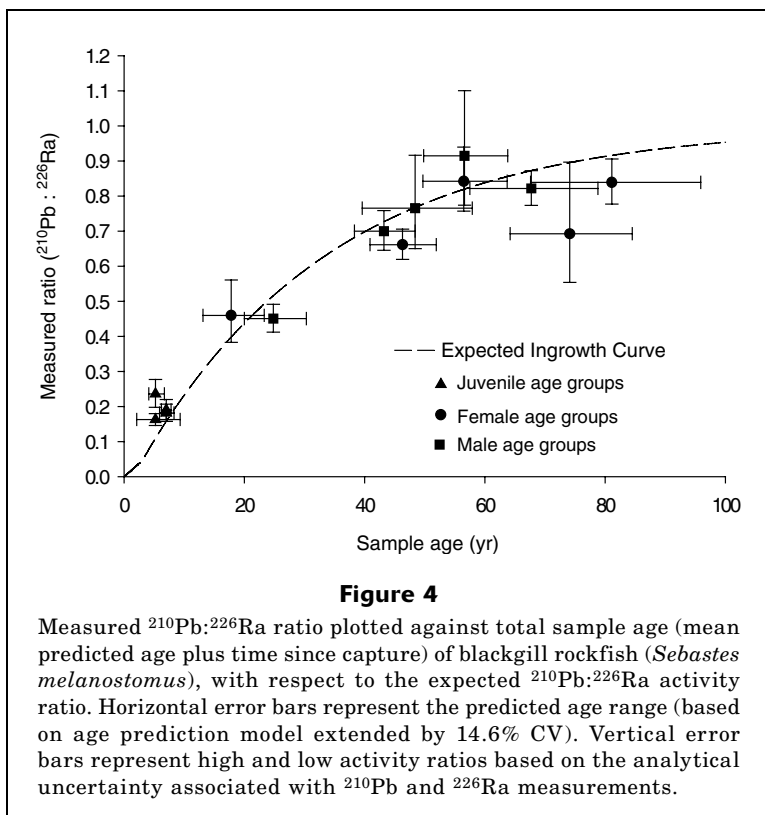 1.2
1.1
1.0
0.9
0.8
0.7
0.6
0.5
0.4
0.3
0.2
0.1
0.0
Measured ratio (²¹⁰Pb : ²²⁶Ra)
Expected Ingrowth Curve
Juvenile age groups
Female age groups
Male age groups
0 20 40 60 80 100
Sample age (yr)
Figure 4
Measured ²¹⁰Pb:²²⁶Ra ratio plotted against total sample age (mean
predicted age plus time since capture) of blackgill rockfish (Sebastes
melanostomus), with respect to the expected ²¹⁰Pb:²²⁶Ra activity
ratio. Horizontal error bars represent the predicted age range (based
on age prediction model extended by 14.6% CV). Vertical error
bars represent high and low activity ratios based on the analytical
uncertainty associated with ²¹⁰Pb and ²²⁶Ra measurements.